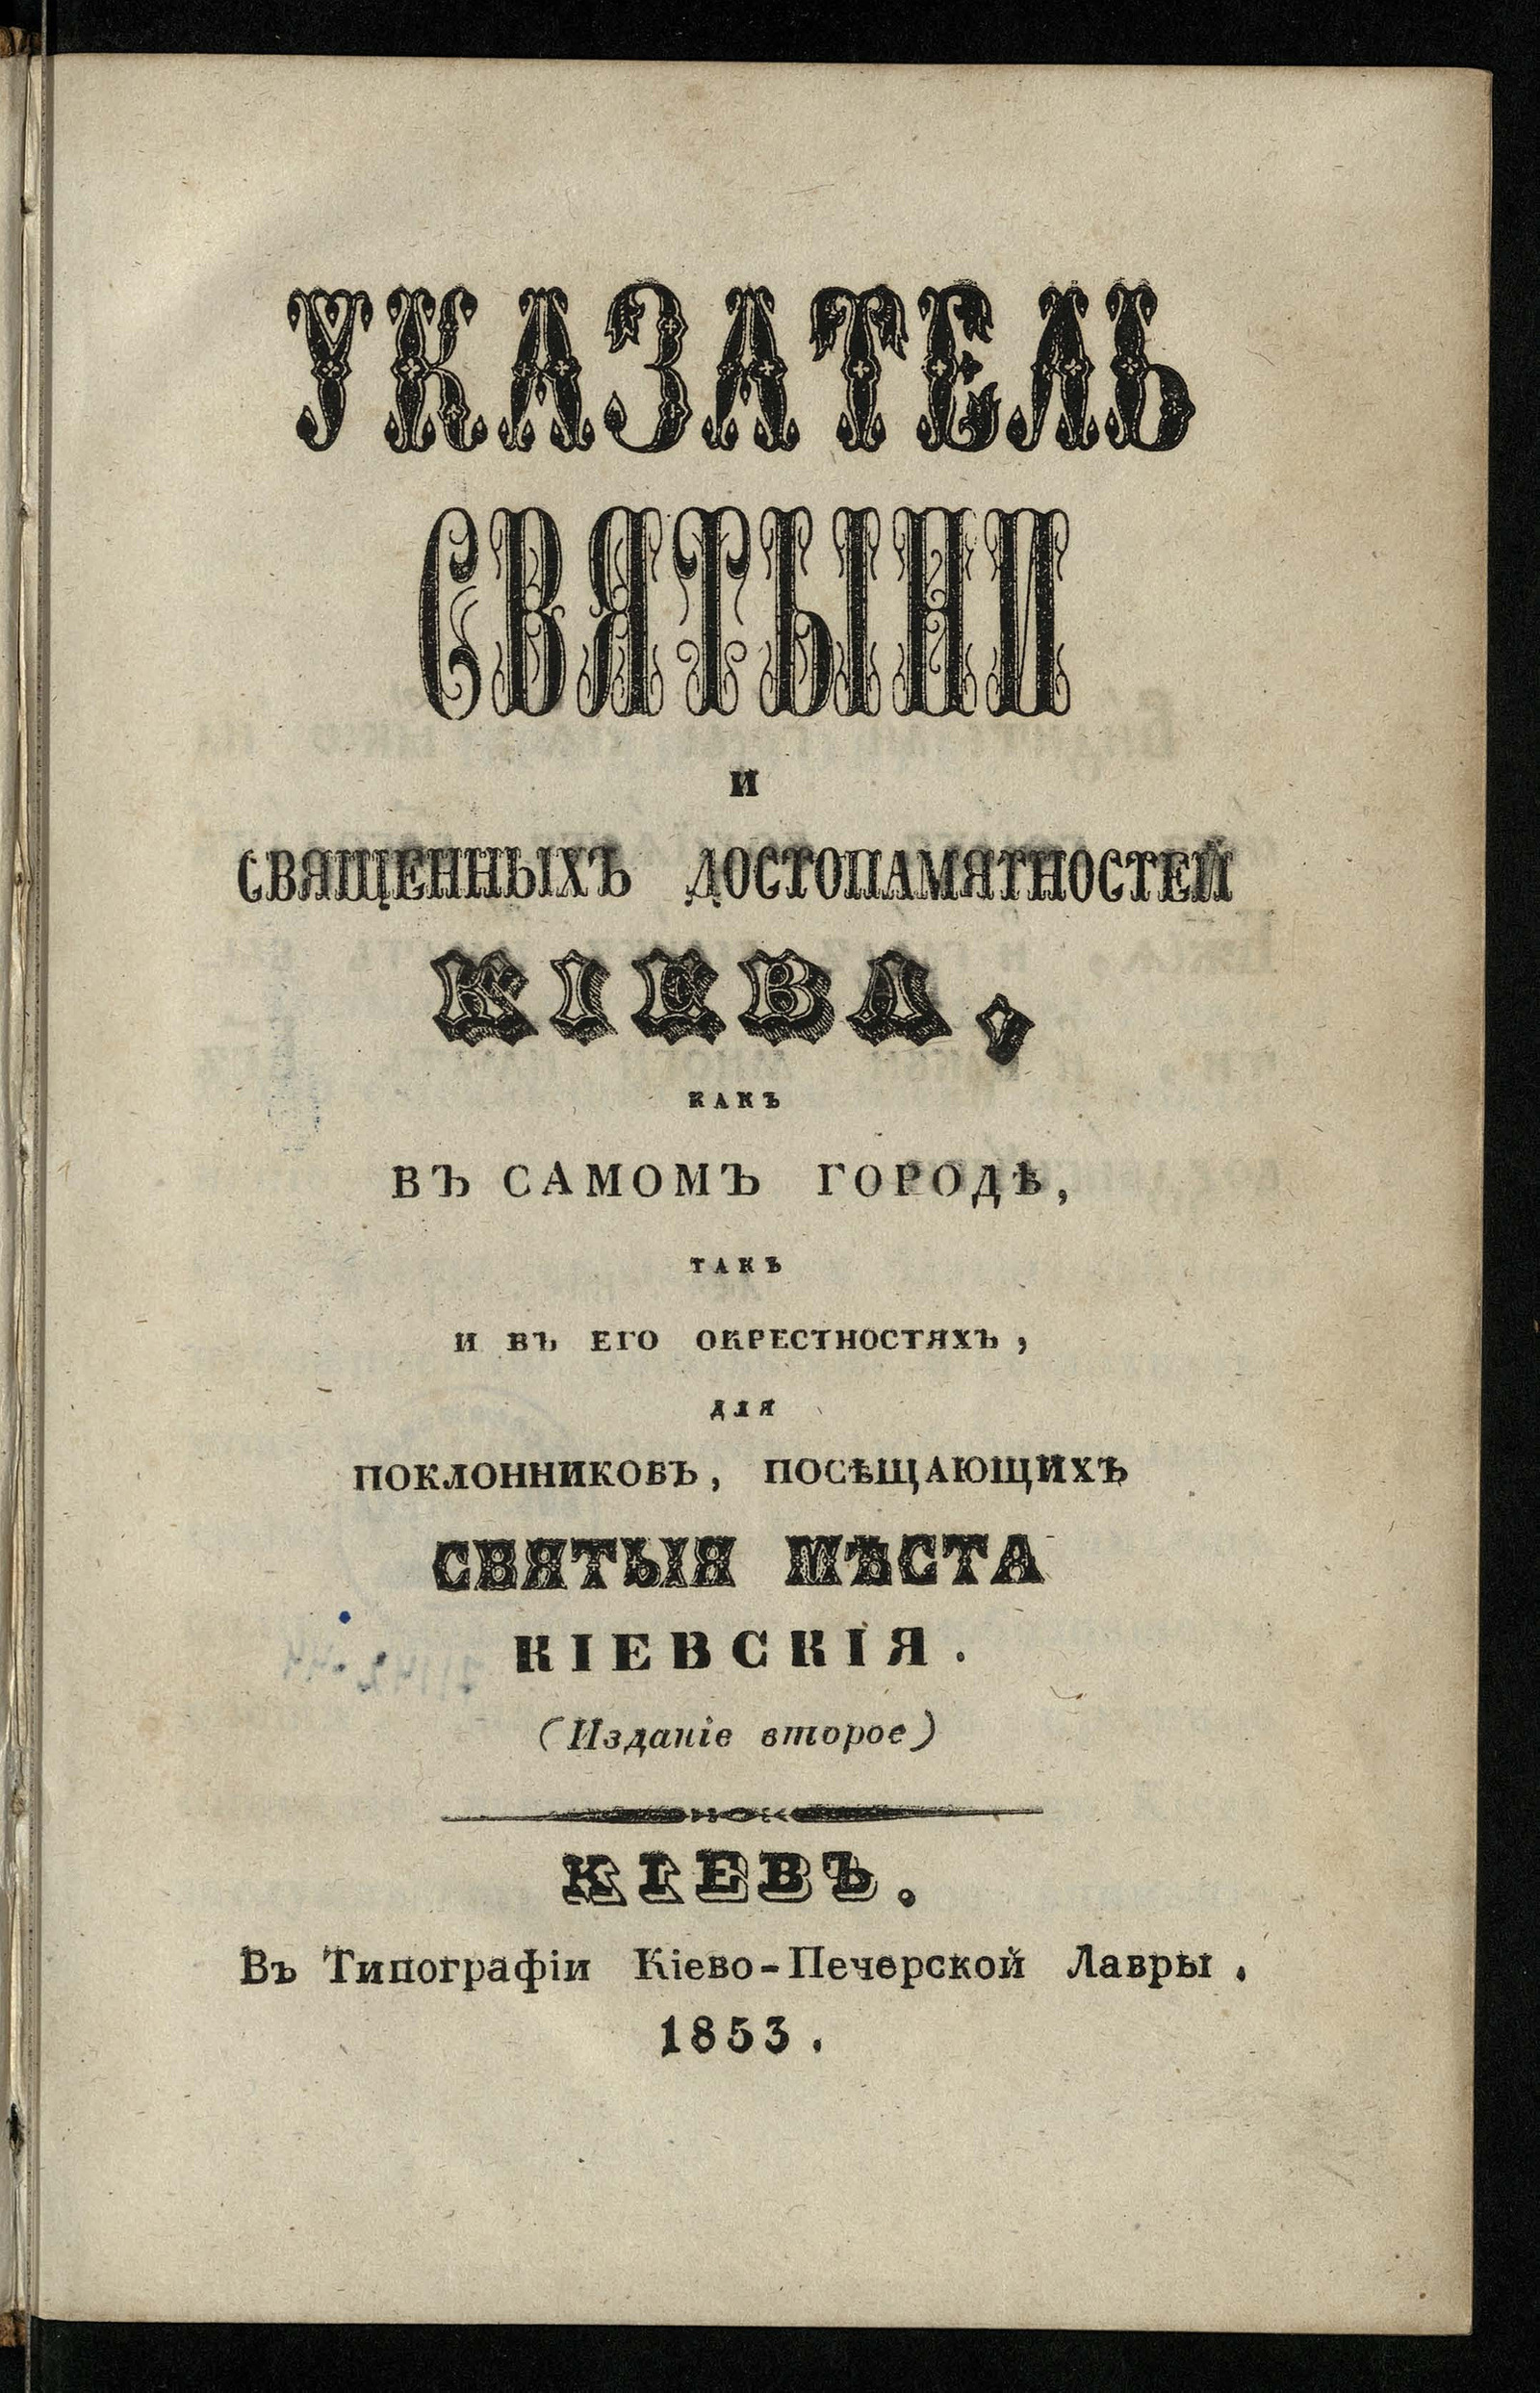 УКАЗАТЕЛЬ
СВЯТЫНИ
И
СВЯЩЕННЫХЪ ДОСТОПАМЯТНОСТЕЙ
КІЕВА,
КАКЪ
ВЪ САМОМЪ ГОРОДѢ,
ТАКЪ
И ВЪ ЕГО ОКРЕСТНОСТЯХЪ,
ДЛЯ
ПОКЛОННИКОВЪ, ПОСѢЩАЮЩИХЪ
СВЯТЫЯ МѢСТА
КІЕВСКІЯ.
(Изданіе второе)
КІЕВЪ.
Въ Типографіи Кіево-Печерской Лавры.
1853.